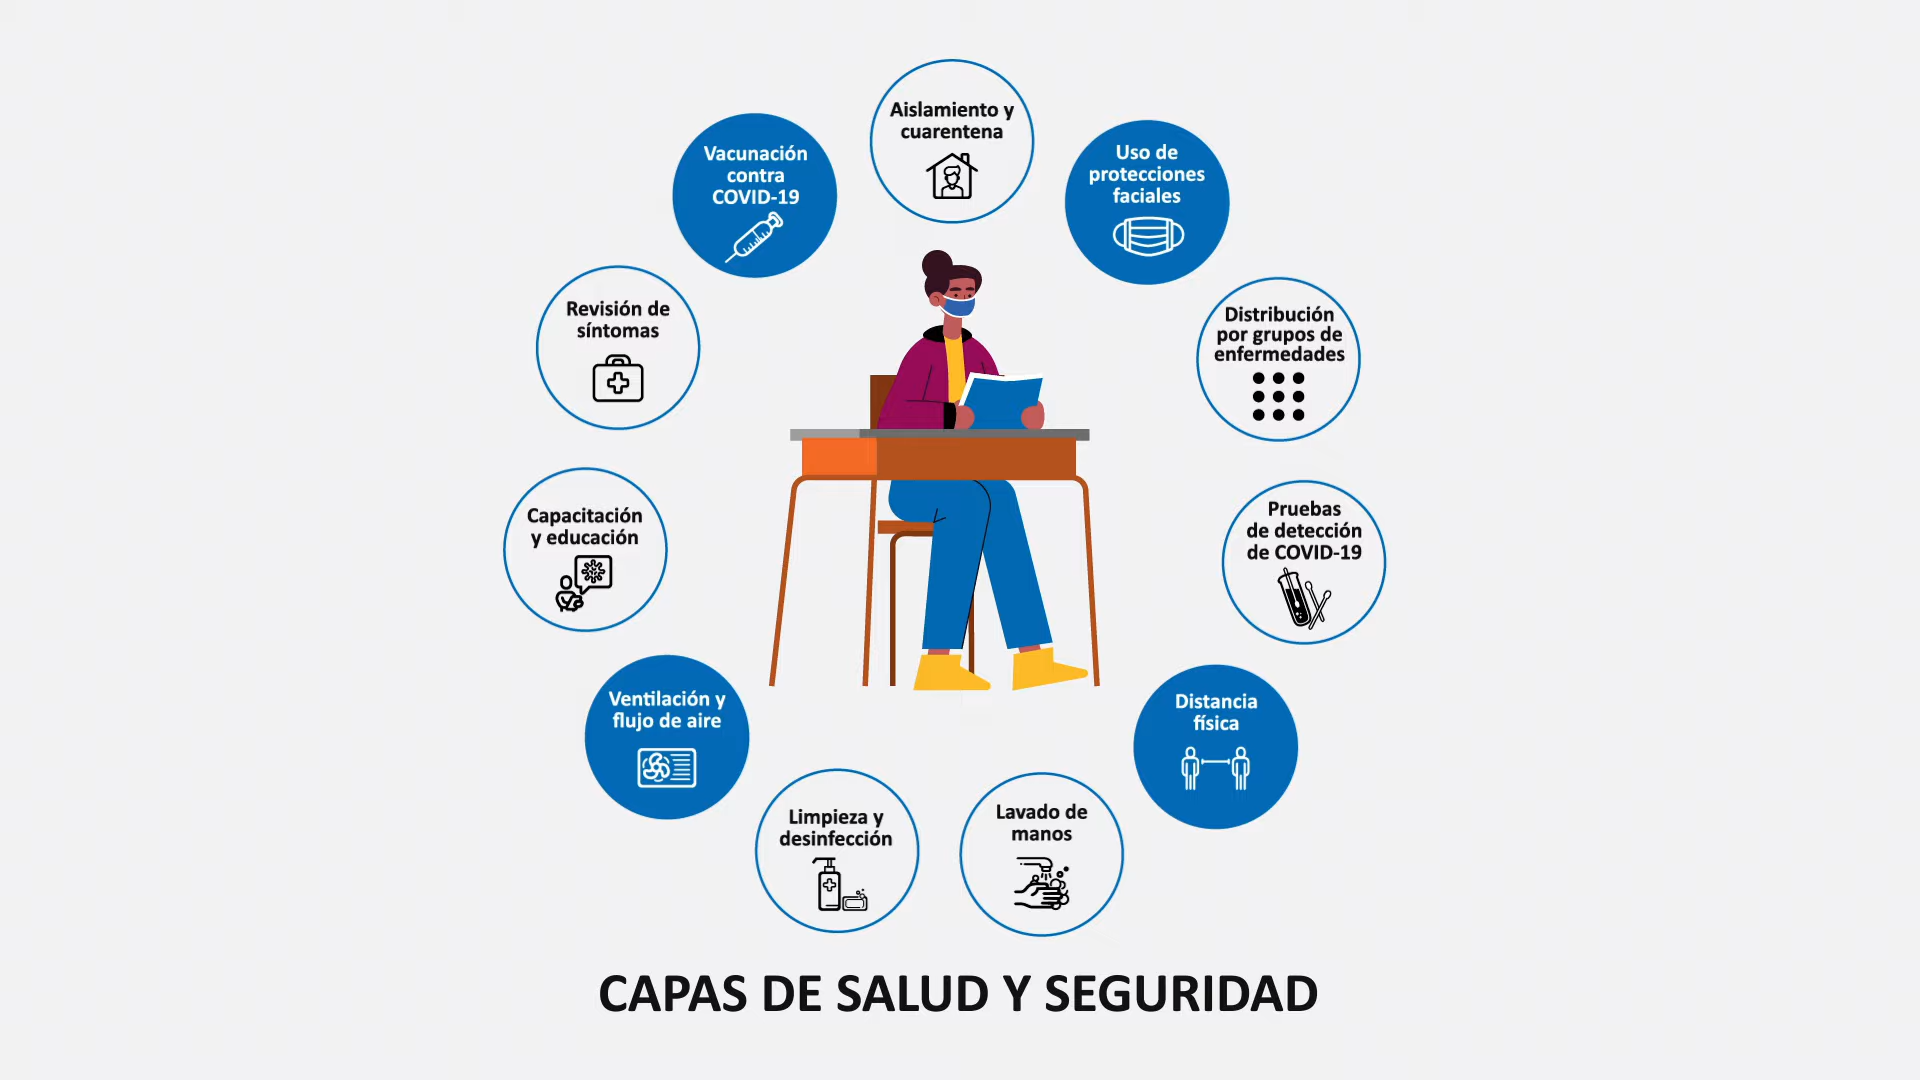 Aislamiento y
cuarentena
Uso de
protecciones
faciales
Distribución
por grupos de
enfermedades
Pruebas
de detección
de COVID-19
Distancia
física
Lavado de
manos
Limpieza y
desinfección
Ventilación y
flujo de aire
Capacitación
y educación
Revisión de
síntomas
Vacunación
contra
COVID-19
CAPAS DE SALUD Y SEGURIDAD